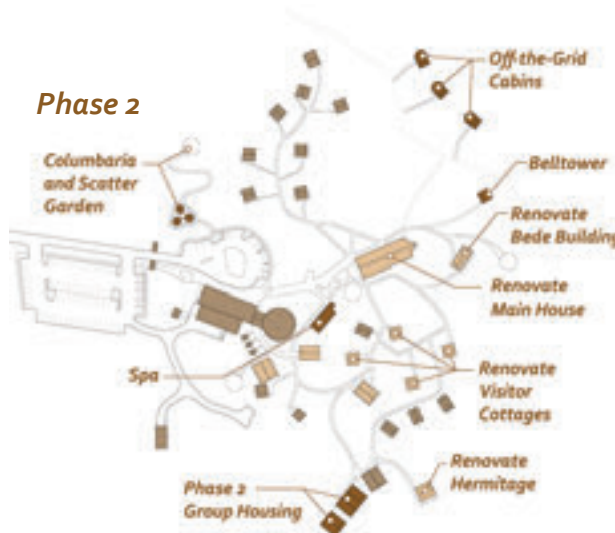 Phase 2
Off-the-Grid
Cabins
Columbaria
and Scatter
Garden
Belltower
Renovate
Bede Building
Renovate
Main House
Spa
Renovate
Visitor
Cottages
Renovate
Hermitage
Phase 2
Group Housing